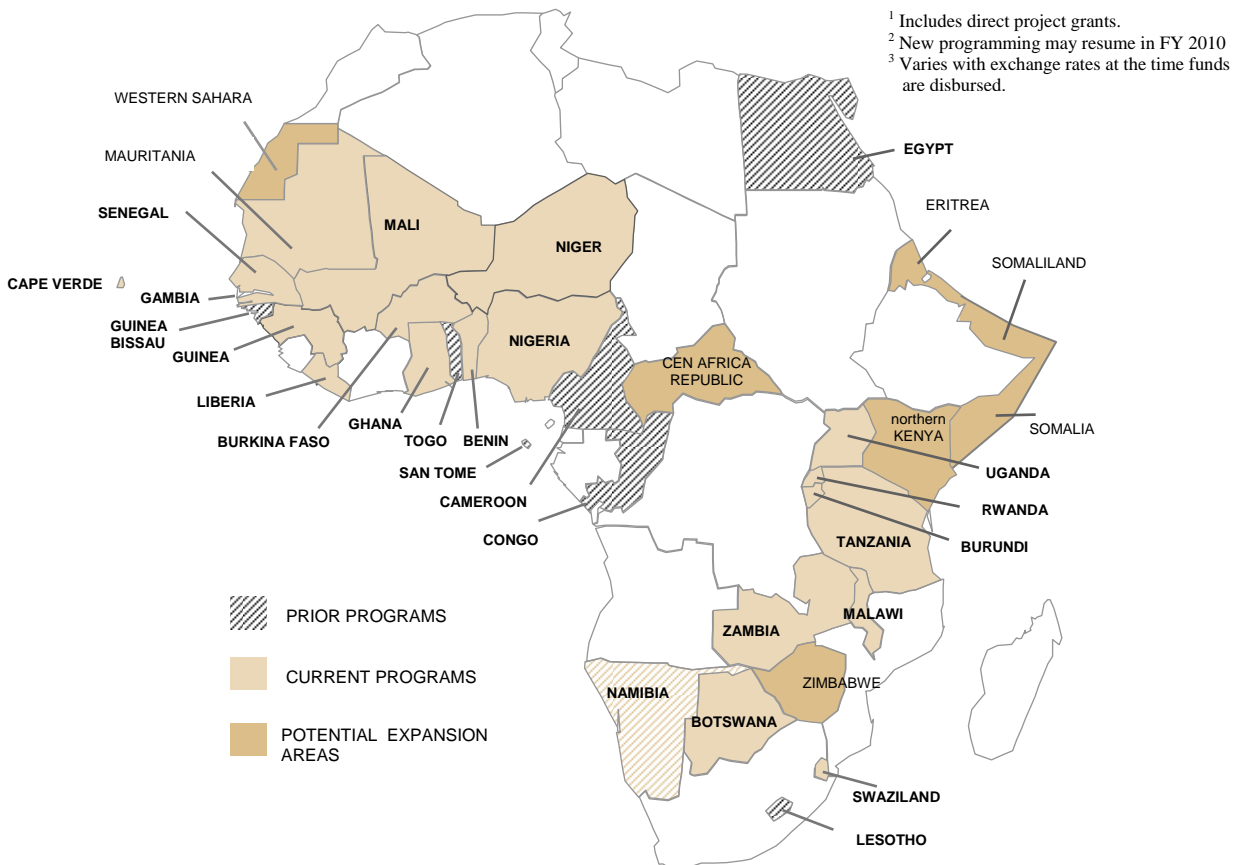 1 Includes direct project grants.
2 New programming may resume in FY 2010
3 Varies with exchange rates at the time funds
are disbursed.
WESTERN SAHARA
MAURITANIA
EGYPT
SENEGAL
ERITREA
MALI
NIGER
SOMALILAND
CAPE VERDE
GAMBIA
GUINEA
BISSAU
GUINEA
NIGERIA
CEN AFRICA
REPUBLIC
LIBERIA
BURKINA FASO
GHANA
TOGO
BENIN
northern
KENYA
SOMALIA
SAN TOME
UGANDA
CAMEROON
RWANDA
CONGO
TANZANIA
BURUNDI
PRIOR PROGRAMS
MALAWI
ZAMBIA
CURRENT PROGRAMS
ZIMBABWE
NAMIBIA
BOTSWANA
POTENTIAL EXPANSION
AREAS
SWAZILAND
LESOTHO